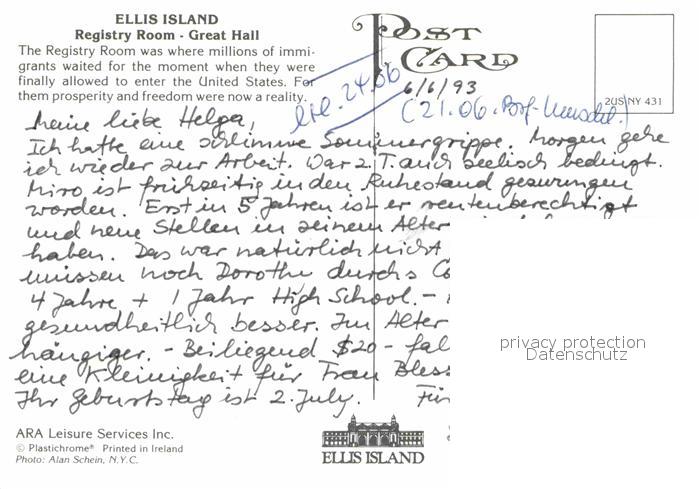 ELLIS ISLAND
Registry Room - Great Hall
The Registry Room was where millions of immi-
grants waited for the moment when they were
finally allowed to enter the United States. For
them prosperity and freedom were now a reality.
POST CARD
2US NY 431
24.06
6/6/93
(21.06.
Meine liebe Helga,
Ich hatte eine schlimme Sommergrippe. Morgen gehe
ich wieder zur Arbeit. War z.T. auch seelisch bedingt.
Miro ist frühzeitig in den Ruhestand gezwungen
worden. Erst in 5 Jahren ist er rentenberechtigt
und neue Stellen in seinem Alter
haben. Das war natürlich nicht
müssen noch Dorothe durchs Co
4 Jahre + 1 Jahr High School. -
gesundheitlich besser. Im Alter
hängiger. - Beiliegend $20 - fal
eine Kleinigkeit für Frau Bless
Ihr Geburtstag ist 2. July. Für
privacy protection
Datenschutz
ARA Leisure Services Inc.
© Plastichrome® Printed in Ireland
Photo: Alan Schein, N.Y.C.
ELLIS ISLAND